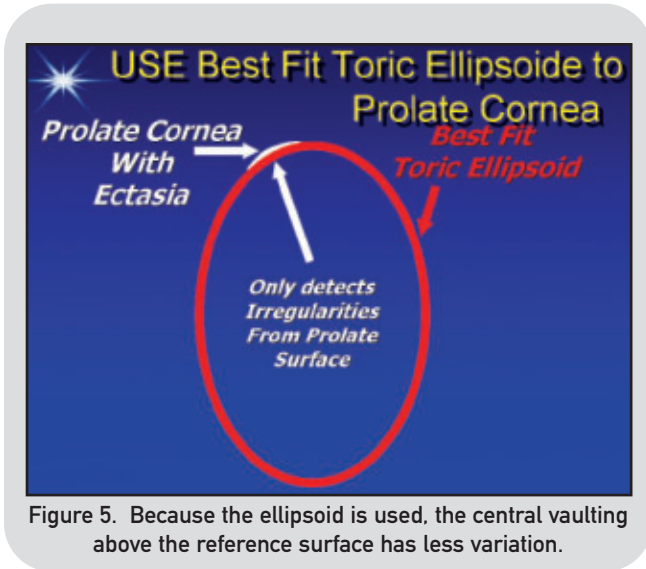 USE Best Fit Toric Ellipsoide to
Prolate Cornea
Prolate Cornea
With
Ectasia
Best Fit
Toric Ellipsoid
Only detects
Irregularities
From Prolate
Surface
Figure 5. Because the ellipsoid is used, the central vaulting
above the reference surface has less variation.